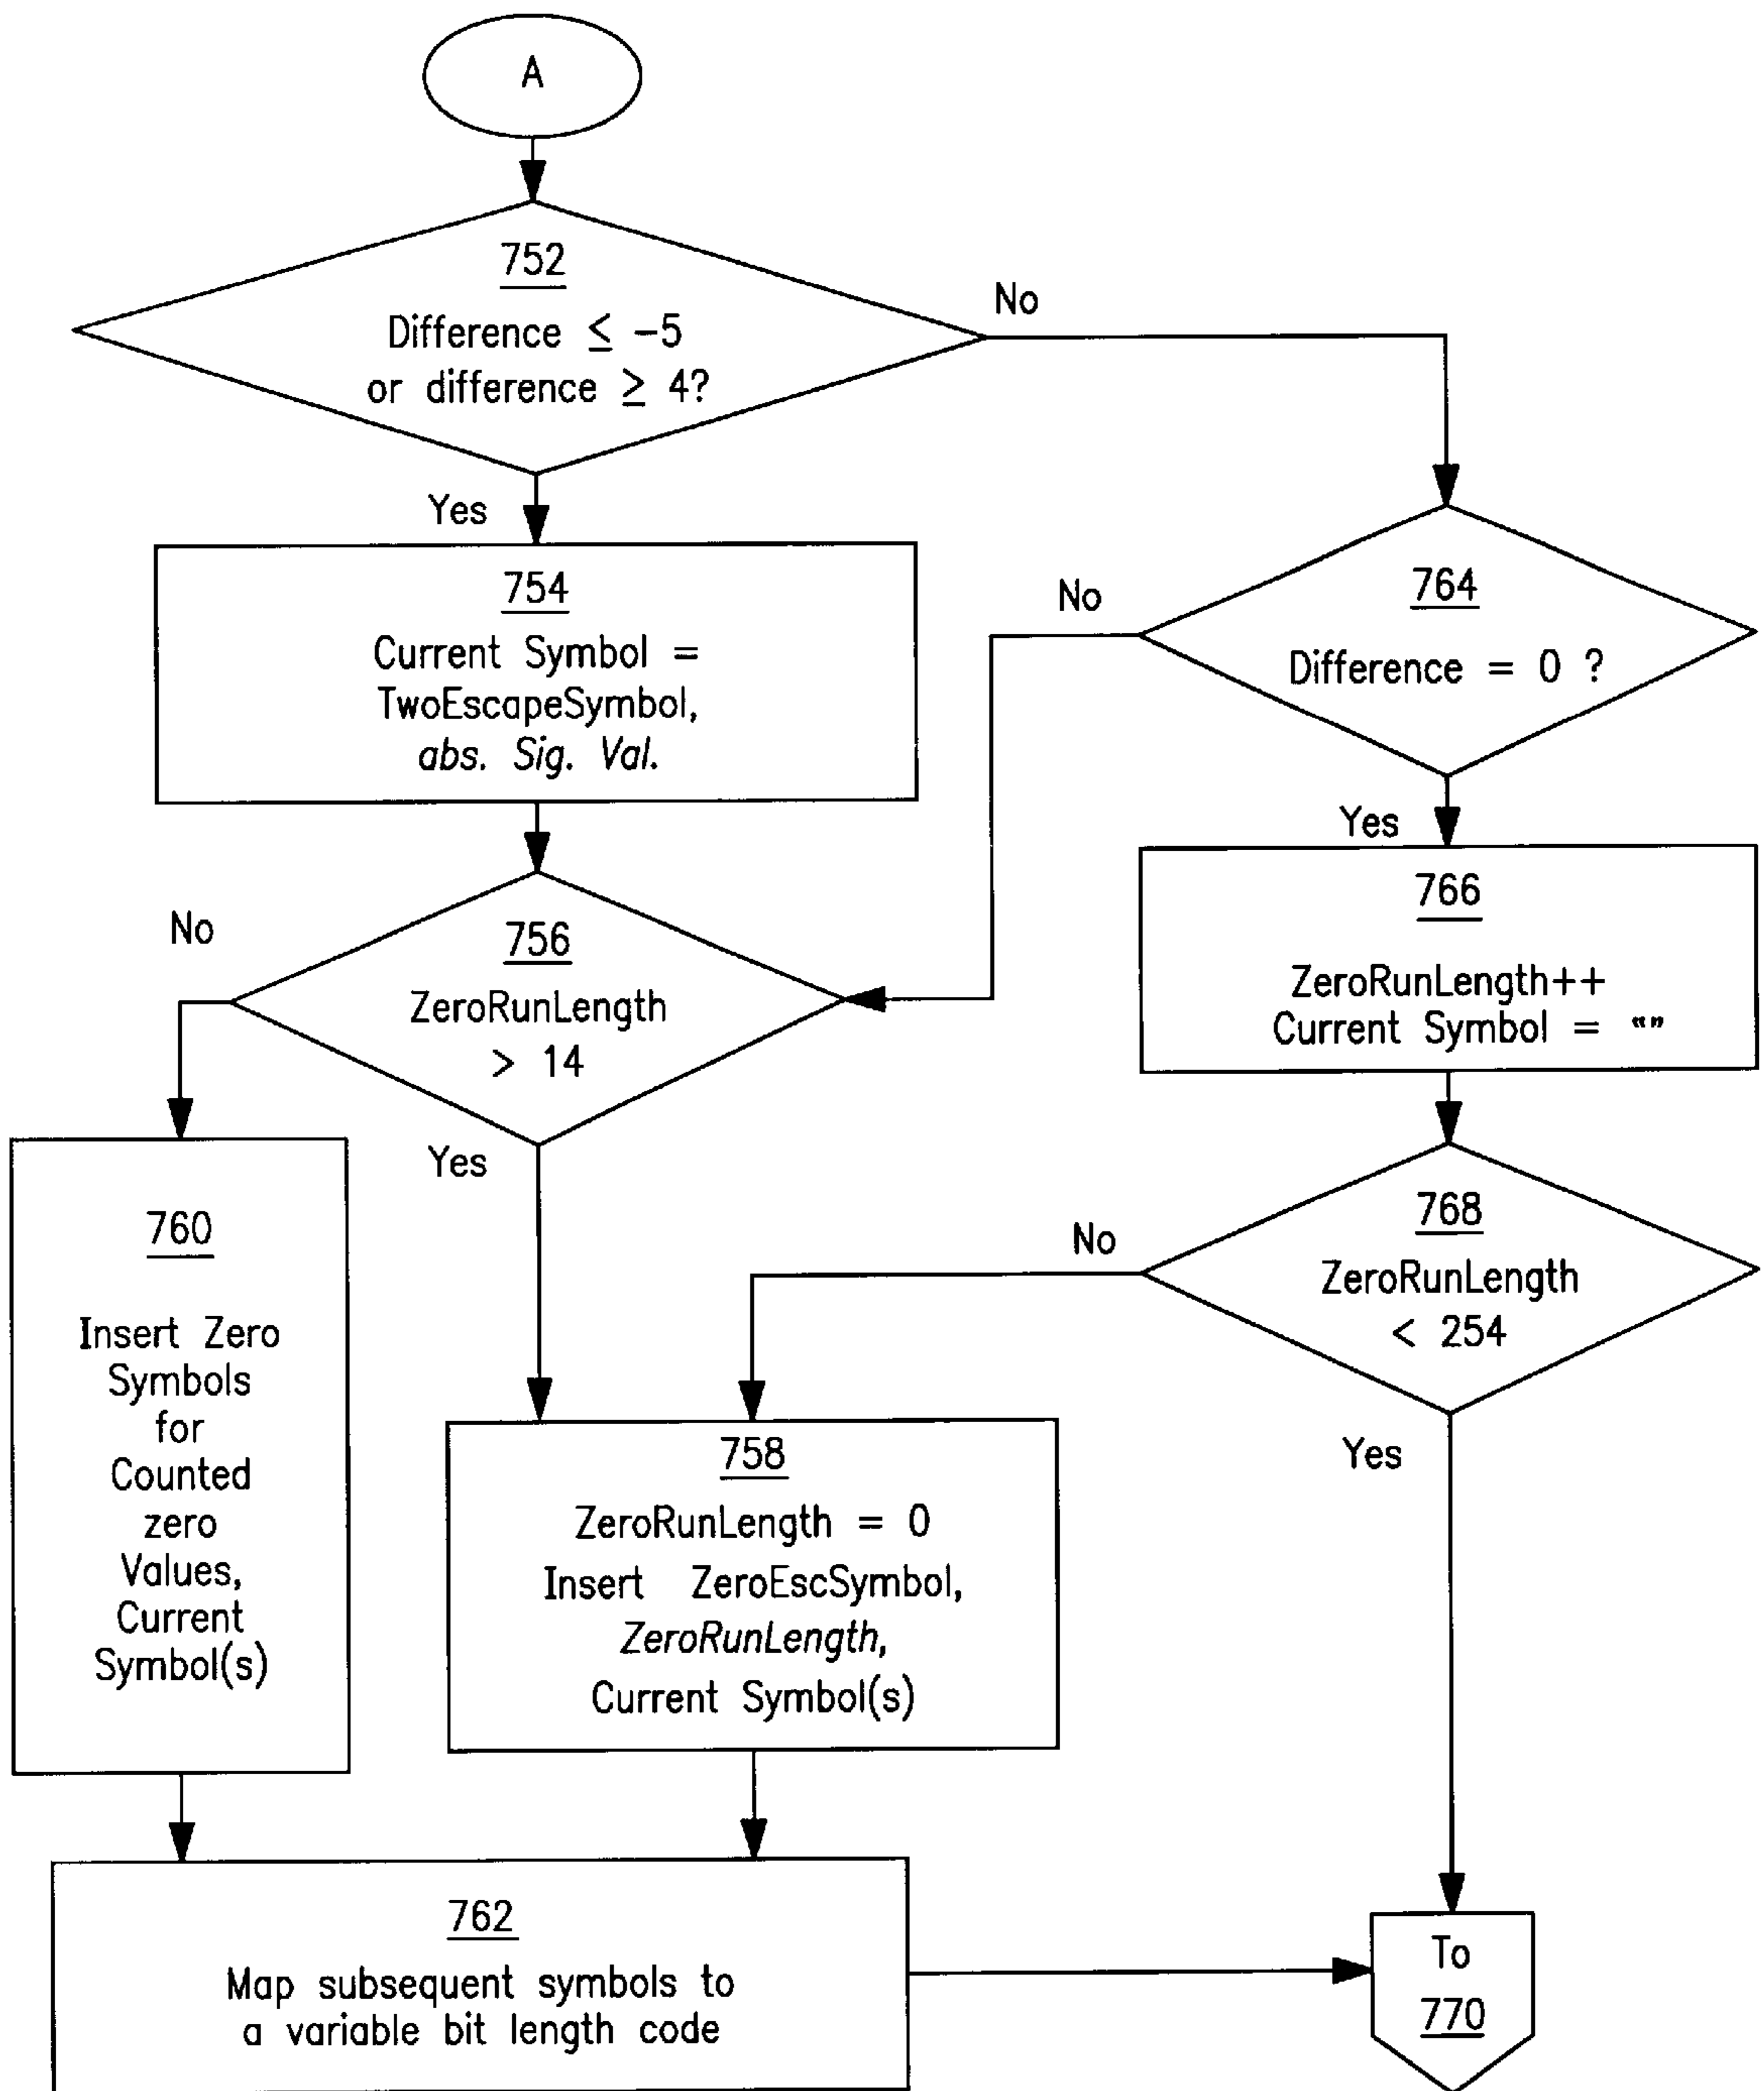 A
752
Difference ≤ -5
or difference ≥ 4?
No
Yes
754
Current Symbol =
TwoEscapeSymbol,
abs. Sig. Val.
764
Difference = 0 ?
No
Yes
766
ZeroRunLength++
Current Symbol = “”
756
ZeroRunLength
> 14
No
Yes
768
ZeroRunLength
< 254
No
Yes
760
Insert Zero
Symbols
for
Counted
zero
Values,
Current
Symbol(s)
758
ZeroRunLength = 0
Insert ZeroEscSymbol,
ZeroRunLength,
Current Symbol(s)
762
Map subsequent symbols to
a variable bit length code
To
770